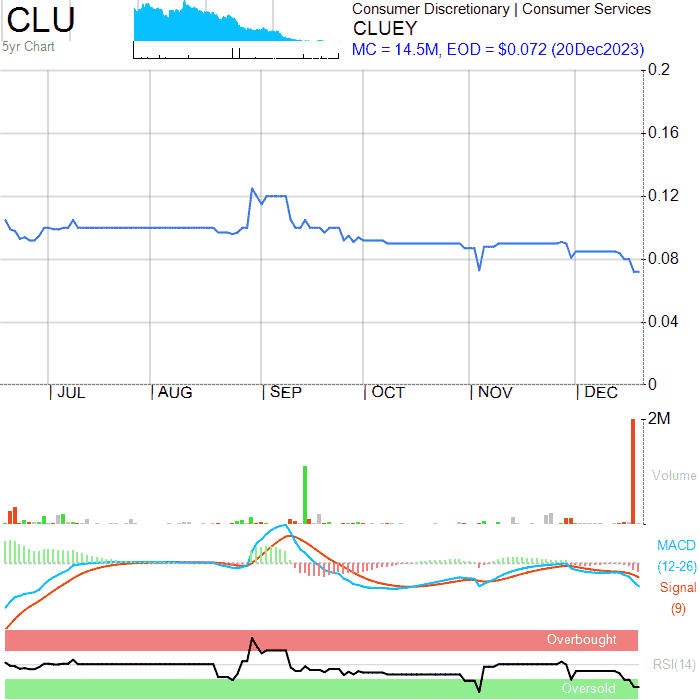 CLU
5yr Chart
Consumer Discretionary | Consumer Services
CLUEY
MC = 14.5M, EOD = $0.072 (20Dec2023)
0.2
0.16
0.12
0.08
0.04
0
JUL AUG SEP OCT NOV DEC
2M
Volume
MACD
(12-26)
Signal
(9)
Overbought
RSI(14)
Oversold